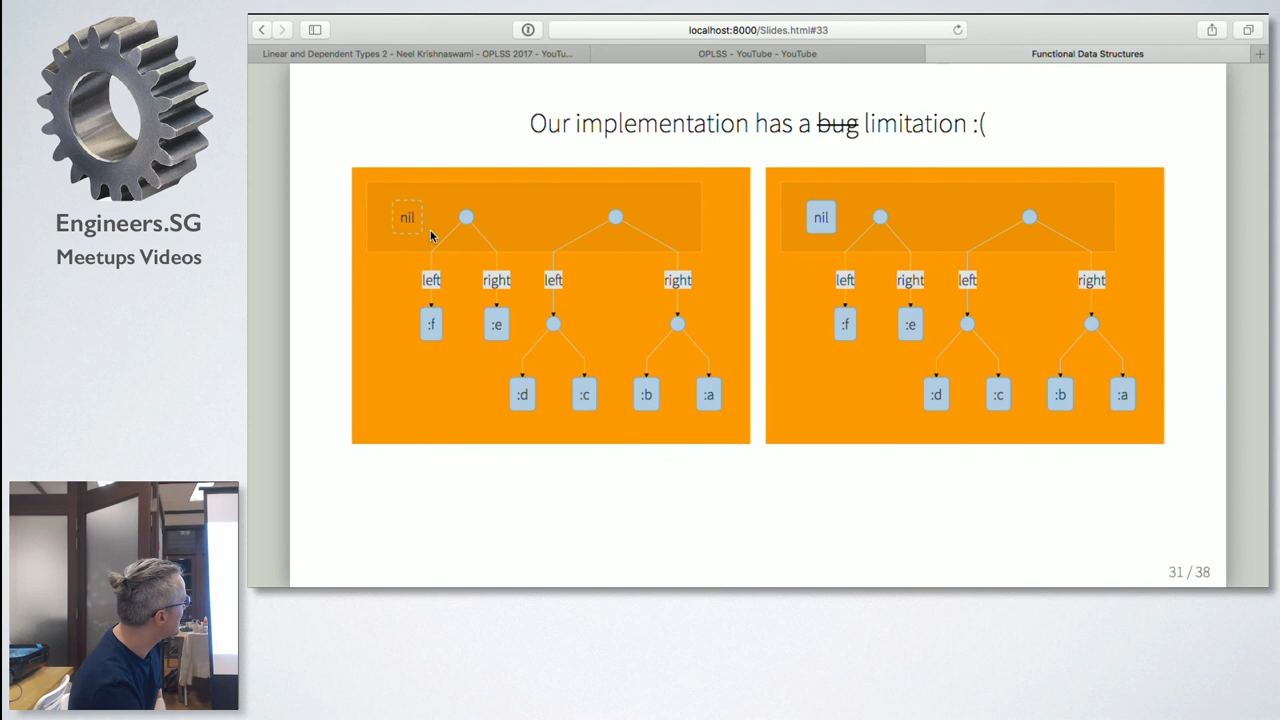 localhost:8000/Slides.html#33
Linear and Dependent Types 2 - Neel Krishnaswami - OPLSS 2017 - YouTu...
OPLSS - YouTube - YouTube
Functional Data Structures
Engineers.SG
Meetups Videos
Our implementation has a bug limitation :(
nil
left right left right
:f :e
:d :c :b :a
nil
left right left right
:f :e
:d :c :b :a
31 / 38